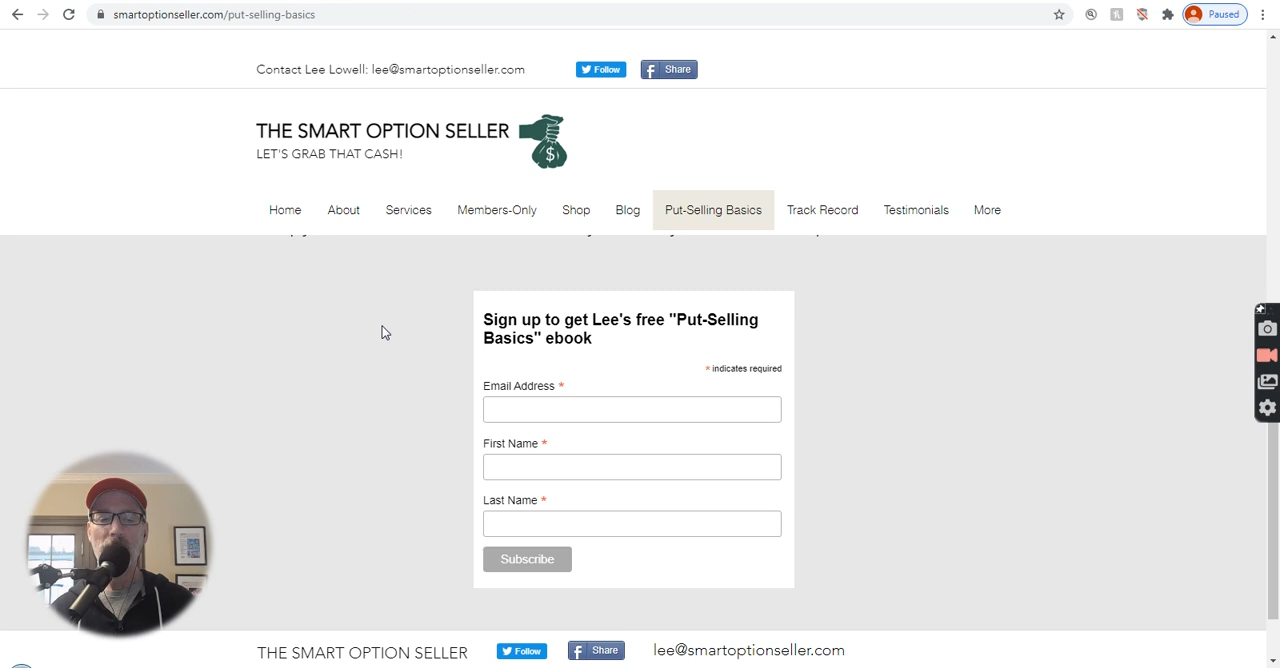 smartoptionseller.com/put-selling-basics
Paused
Contact Lee Lowell: lee@smartoptionseller.com
Follow
Share
THE SMART OPTION SELLER
LET'S GRAB THAT CASH!
$
Home About Services Members-Only Shop Blog Put-Selling Basics Track Record Testimonials More
Sign up to get Lee's free "Put-Selling
Basics" ebook
* indicates required
Email Address *
First Name *
Last Name *
Subscribe
THE SMART OPTION SELLER
Follow
Share
lee@smartoptionseller.com